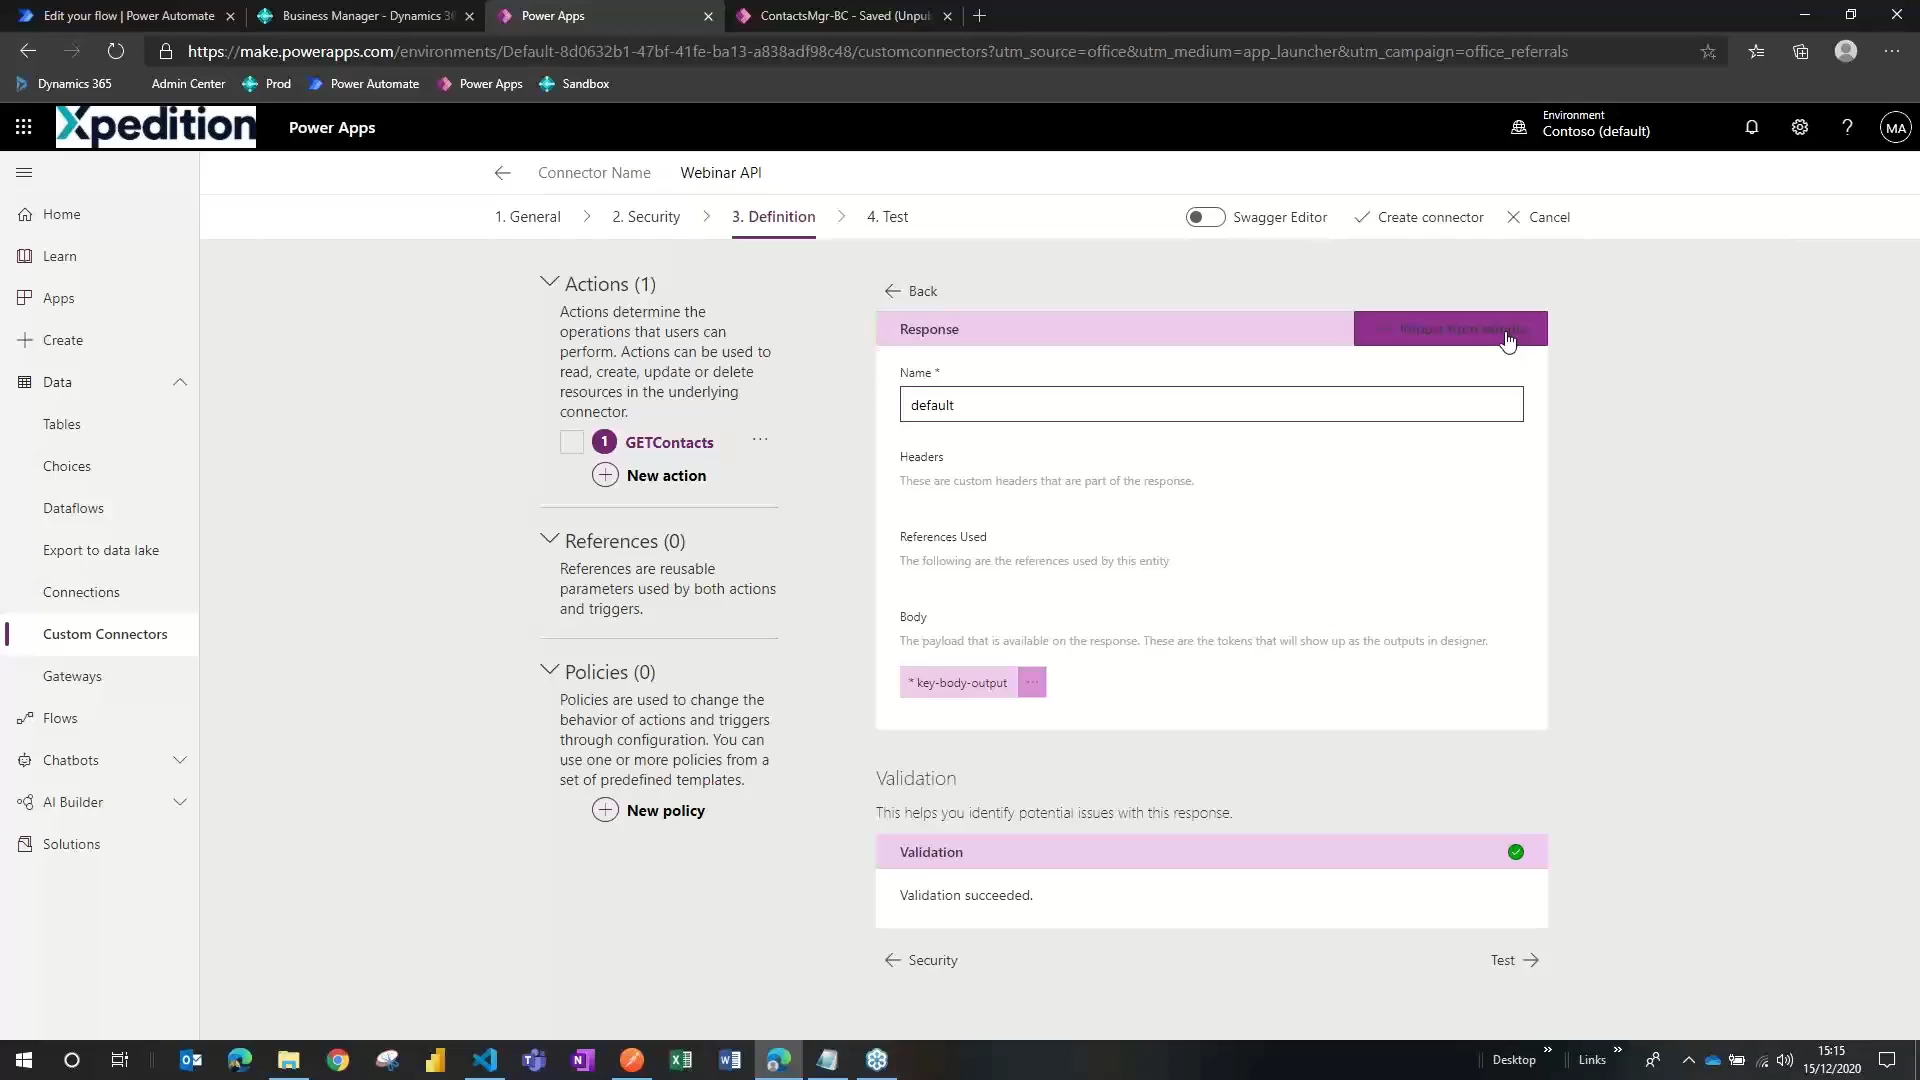 Edit your flow | Power Automate
Business Manager - Dynamics 36
Power Apps
ContactsMgr-BC - Saved (Unpu
https://make.powerapps.com/environments/Default-8d0632b1-47bf-41fe-ba13-a838adf98c48/customconnectors?utm_source=office&utm_medium=app_launcher&utm_campaign=office_referrals
Dynamics 365
Admin Center
Prod
Power Automate
Power Apps
Sandbox
Xpedition
Power Apps
Environment
Contoso (default)
?
MA
Connector Name
Webinar API
1. General
2. Security
3. Definition
4. Test
Swagger Editor
Create connector
Cancel
Home
Learn
Apps
Create
Data
Tables
Choices
Dataflows
Export to data lake
Connections
Custom Connectors
Gateways
Flows
Chatbots
AI Builder
Solutions
Actions (1)
Actions determine the
operations that users can
perform. Actions can be used to
read, create, update or delete
resources in the underlying
connector.
1 GETContacts ...
New action
References (0)
References are reusable
parameters used by both actions
and triggers.
Policies (0)
Policies are used to change the
behavior of actions and triggers
through configuration. You can
use one or more policies from a
set of predefined templates.
New policy
Back
Response
Name *
default
Headers
These are custom headers that are part of the response.
References Used
The following are the references used by this entity
Body
The payload that is available on the response. These are the tokens that will show up as the outputs in designer.
* key-body-output ...
Validation
This helps you identify potential issues with this response.
Validation
Validation succeeded.
Security
Test
Desktop
Links
15:15
15/12/2020